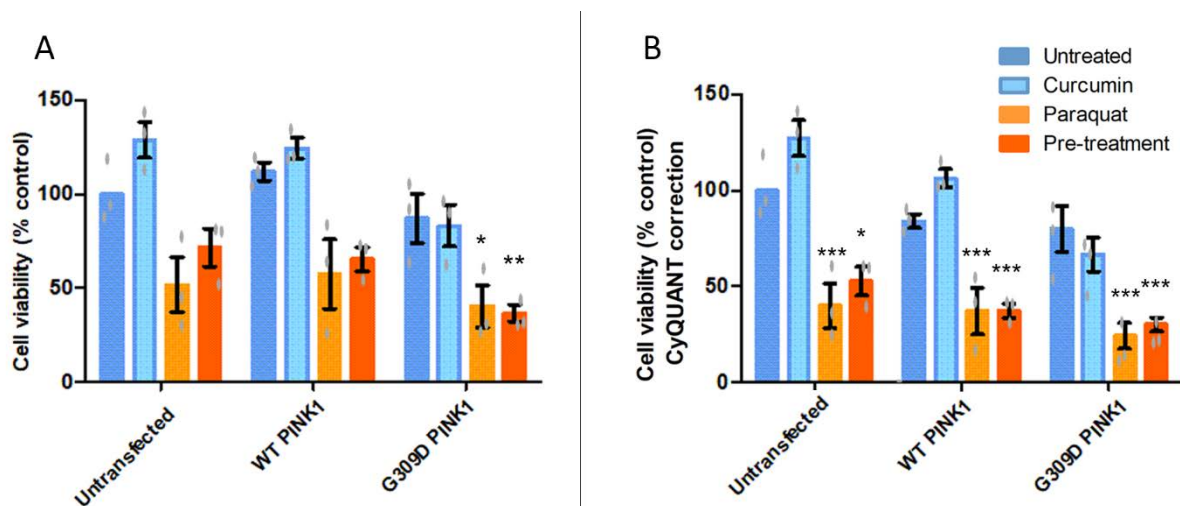 A
Cell viability (% control)
150
100
50
0
*
**
Untransfected
WT PINK1
G309D PINK1
B
Cell viability (% control)
CyQUANT correction
150
100
50
0
***
*
***
***
***
***
Untransfected
WT PINK1
G309D PINK1
Untreated
Curcumin
Paraquat
Pre-treatment